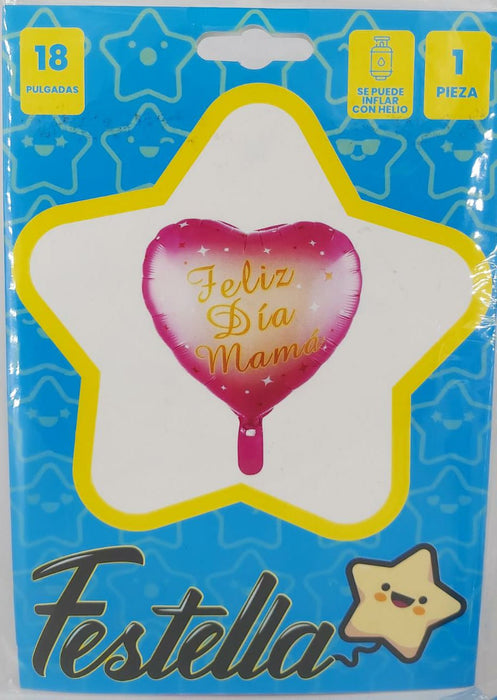 18
PULGADAS
SE PUEDE
INFLAR
CON HELIO
1
PIEZA
Feliz
Día
Mamá
Festella